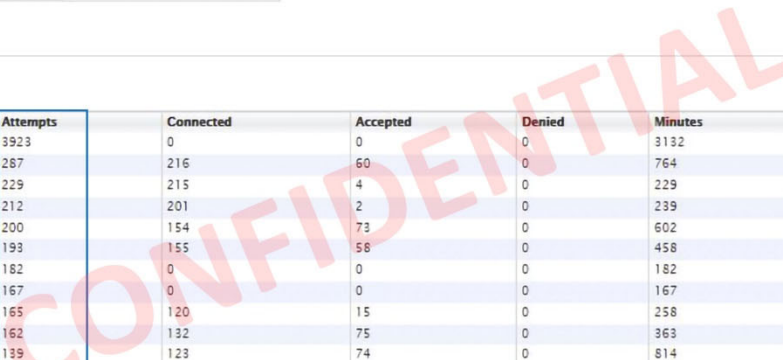 Attempts Connected Accepted Denied Minutes
3923 0 0 0 3132
287 216 60 0 764
229 215 4 0 229
212 201 2 0 239
200 154 73 0 602
193 155 58 0 458
182 0 0 0 182
167 0 0 0 167
165 120 15 0 258
162 132 75 0 363
139 123 74 0 814
CONFIDENTIAL